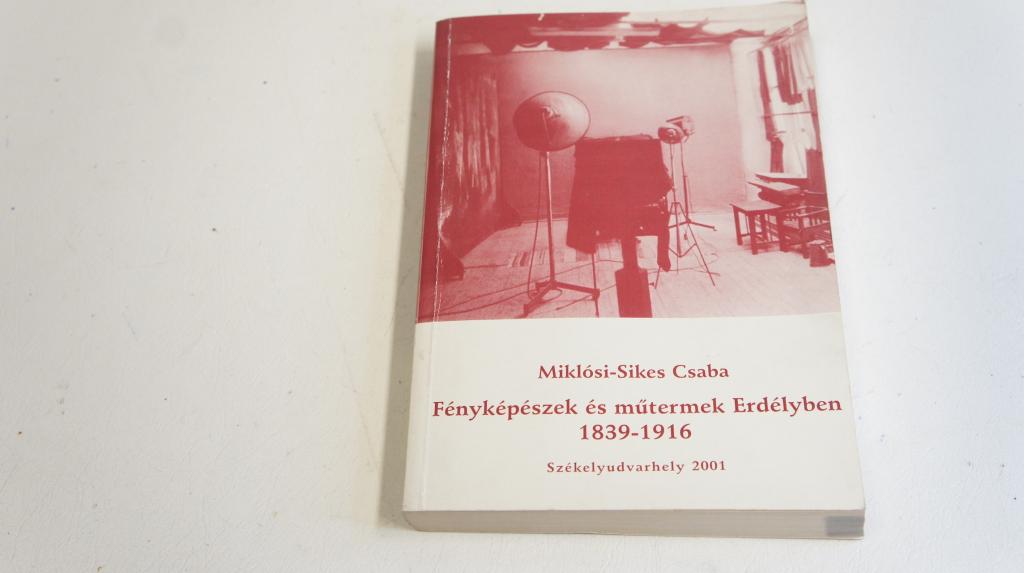 Miklósi-Sikes Csaba
Fényképészek és műtermek Erdélyben
1839-1916
Székelyudvarhely 2001